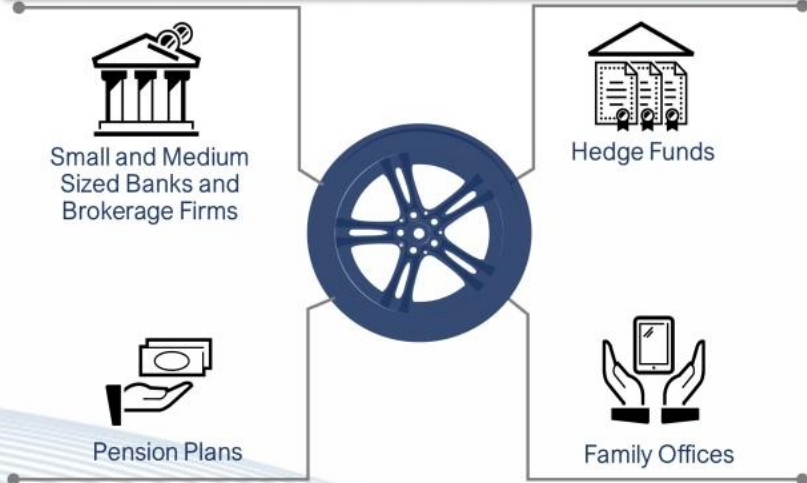 Small and Medium
Sized Banks and
Brokerage Firms
Hedge Funds
Pension Plans
Family Offices